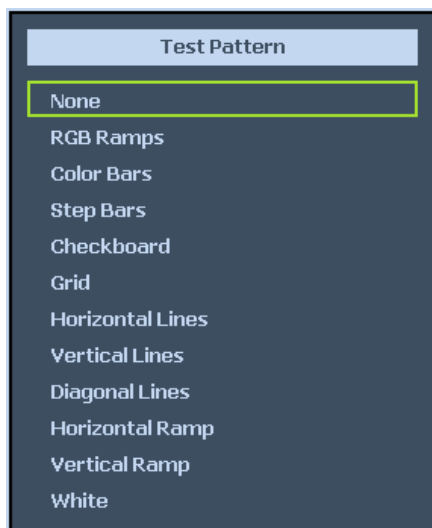 Test Pattern
None
RGB Ramps
Color Bars
Step Bars
Checkboard
Grid
Horizontal Lines
Vertical Lines
Diagonal Lines
Horizontal Ramp
Vertical Ramp
White